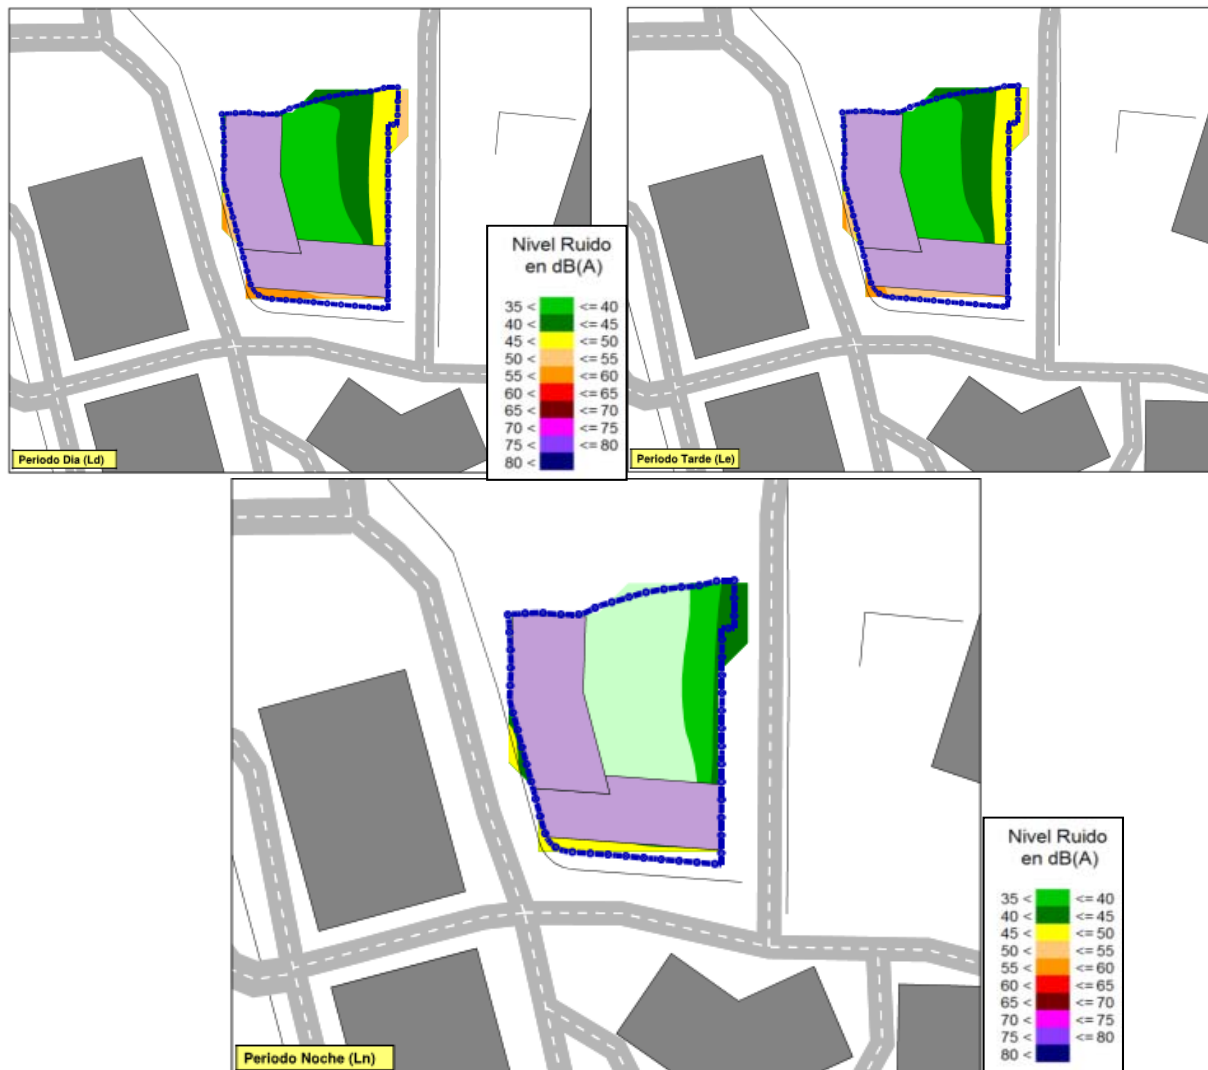 Nivel Ruido
en dB(A)
35 < <= 40
40 < <= 45
45 < <= 50
50 < <= 55
55 < <= 60
60 < <= 65
65 < <= 70
70 < <= 75
75 < <= 80
80 <
Periodo Dia (Ld)
Periodo Tarde (Le)
Nivel Ruido
en dB(A)
35 < <= 40
40 < <= 45
45 < <= 50
50 < <= 55
55 < <= 60
60 < <= 65
65 < <= 70
70 < <= 75
75 < <= 80
80 <
Periodo Noche (Ln)